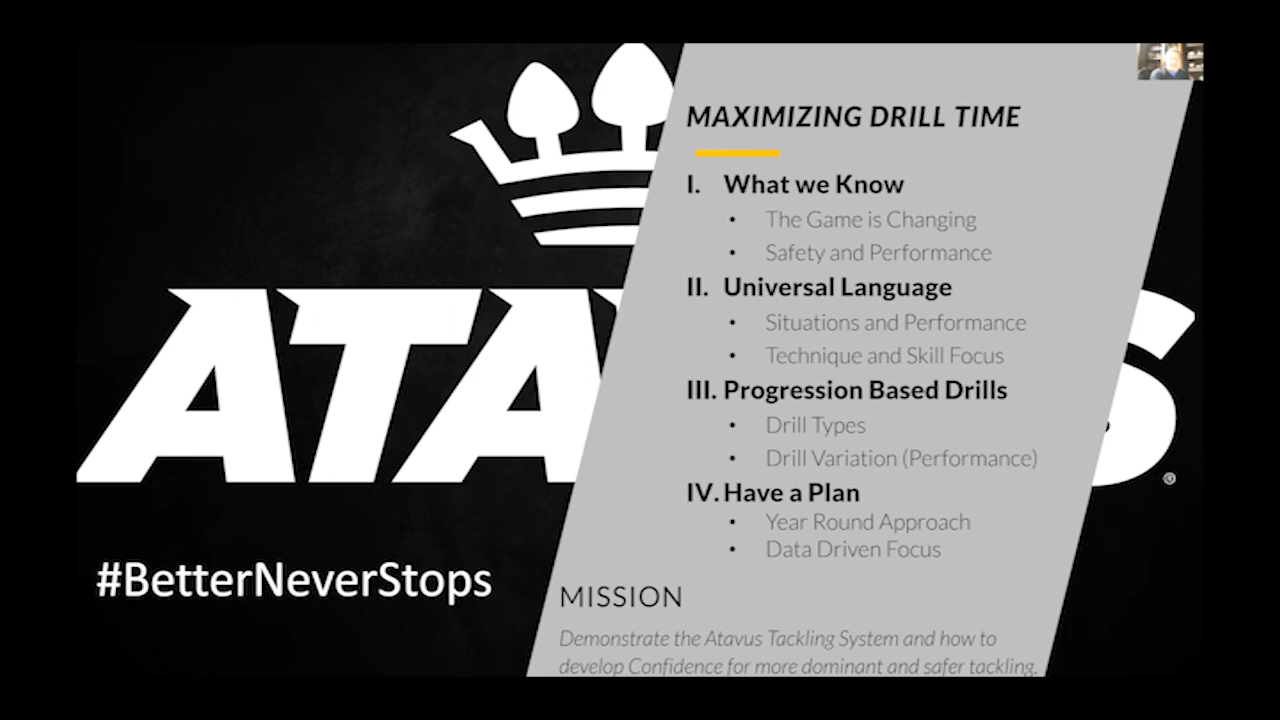 ATA
S
®
#BetterNeverStops
MAXIMIZING DRILL TIME
I. What we Know
• The Game is Changing
• Safety and Performance
II. Universal Language
• Situations and Performance
• Technique and Skill Focus
III. Progression Based Drills
• Drill Types
• Drill Variation (Performance)
IV. Have a Plan
• Year Round Approach
• Data Driven Focus
MISSION
Demonstrate the Atavus Tackling System and how to
develop Confidence for more dominant and safer tackling.